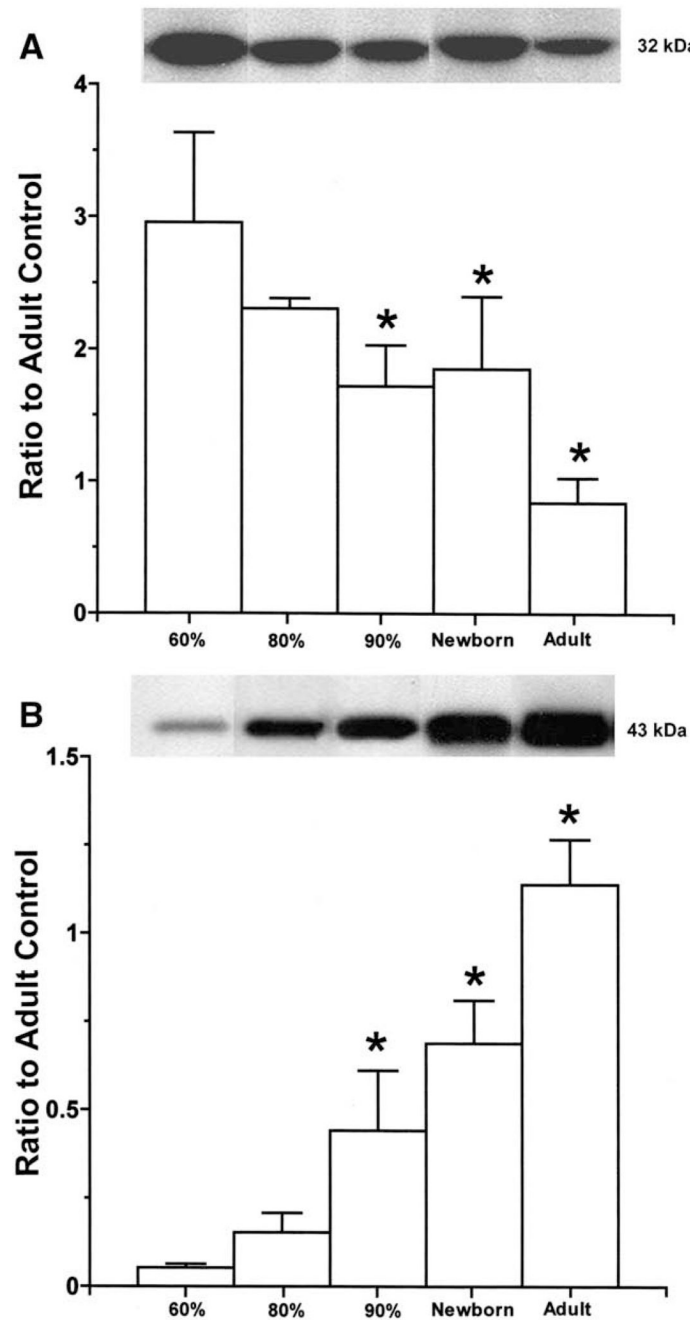 A
32 kDa
4
3
2
1
0
Ratio to Adult Control
*
*
*
60%
80%
90%
Newborn
Adult
B
43 kDa
1.5
1
0.5
0
Ratio to Adult Control
*
*
*
60%
80%
90%
Newborn
Adult